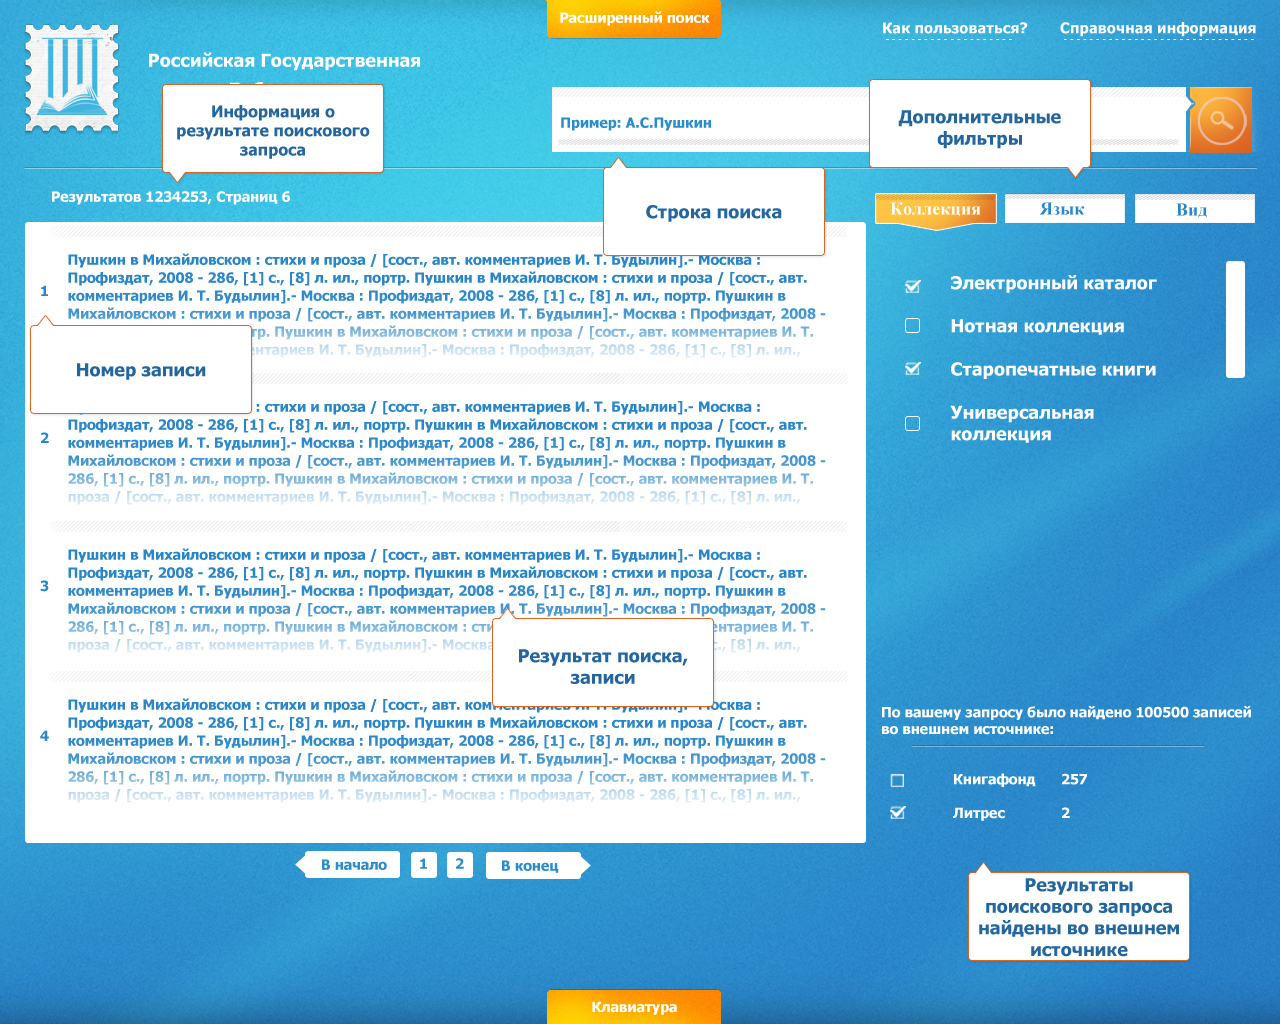 Расширенный поиск
Как пользоваться?
Справочная информация
Российская Государственная
Информация о
результате поискового
запроса
Пример: А.С.Пушкин
Дополнительные
фильтры
Результатов 1234253, Страниц 6
Строка поиска
Коллекция
Язык
Вид
1
Пушкин в Михайловском : стихи и проза / [сост., авт. комментариев И. Т. Будылин].- Москва :
Профиздат, 2008 - 286, [1] с., [8] л. ил., портр. Пушкин в Михайловском : стихи и проза / [сост., авт.
комментариев И. Т. Будылин].- Москва : Профиздат, 2008 - 286, [1] с., [8] л. ил., портр. Пушкин в
Михайловском : стихи и проза / [сост., авт. комментариев И. Т. Будылин].- Москва : Профиздат, 2008 -
Пушкин в Михайловском : стихи и проза / [сост., авт. комментариев И. Т.
Будылин].- Москва : Профиздат, 2008 - 286, [1] с., [8] л. ил.,
Номер записи
2
: стихи и проза / [сост., авт. комментариев И. Т. Будылин].- Москва :
Профиздат, 2008 - 286, [1] с., [8] л. ил., портр. Пушкин в Михайловском : стихи и проза / [сост., авт.
комментариев И. Т. Будылин].- Москва : Профиздат, 2008 - 286, [1] с., [8] л. ил., портр. Пушкин в
Михайловском : стихи и проза / [сост., авт. комментариев И. Т. Будылин].- Москва : Профиздат, 2008 -
286, [1] с., [8] л. ил., портр. Пушкин в Михайловском : стихи и проза / [сост., авт. комментариев И. Т.
проза / [сост., авт. комментариев И. Т. Будылин].- Москва : Профиздат, 2008 - 286, [1] с., [8] л. ил.,
3
Пушкин в Михайловском : стихи и проза / [сост., авт. комментариев И. Т. Будылин].- Москва :
Профиздат, 2008 - 286, [1] с., [8] л. ил., портр. Пушкин в Михайловском : стихи и проза / [сост., авт.
комментариев И. Т. Будылин].- Москва : Профиздат, 2008 - 286, [1] с., [8] л. ил., портр. Пушкин в
Михайловском : стихи и проза / [сост., авт. комментариев И. Т. Будылин].- Москва : Профиздат, 2008 -
286, [1] с., [8] л. ил., портр. Пушкин в Михайловском : И. Т.
проза / [сост., авт. комментариев И. Т. Будылин].- [8] л. ил.,
Результат поиска,
записи
4
Пушкин в Михайловском : стихи и проза / [сост., авт. комментариев И. Т. Будылин].- Москва :
Профиздат, 2008 - 286, [1] с., [8] л. ил., портр. Пушкин в Михайловском : стихи и проза / [сост., авт.
комментариев И. Т. Будылин].- Москва : Профиздат, 2008 - 286, [1] с., [8] л. ил., портр. Пушкин в
Михайловском : стихи и проза / [сост., авт. комментариев И. Т. Будылин].- Москва : Профиздат, 2008 -
286, [1] с., [8] л. ил., портр. Пушкин в Михайловском : стихи и проза / [сост., авт. комментариев И. Т.
проза / [сост., авт. комментариев И. Т. Будылин].- Москва : Профиздат, 2008 - 286, [1] с., [8] л. ил.,
В начало
1
2
В конец
Электронный каталог
Нотная коллекция
Старопечатные книги
Универсальная
коллекция
По вашему запросу было найдено 100500 записей
во внешнем источнике:
Книгафонд 257
Литрес 2
Результаты
поискового запроса
найдены во внешнем
источнике
Клавиатура